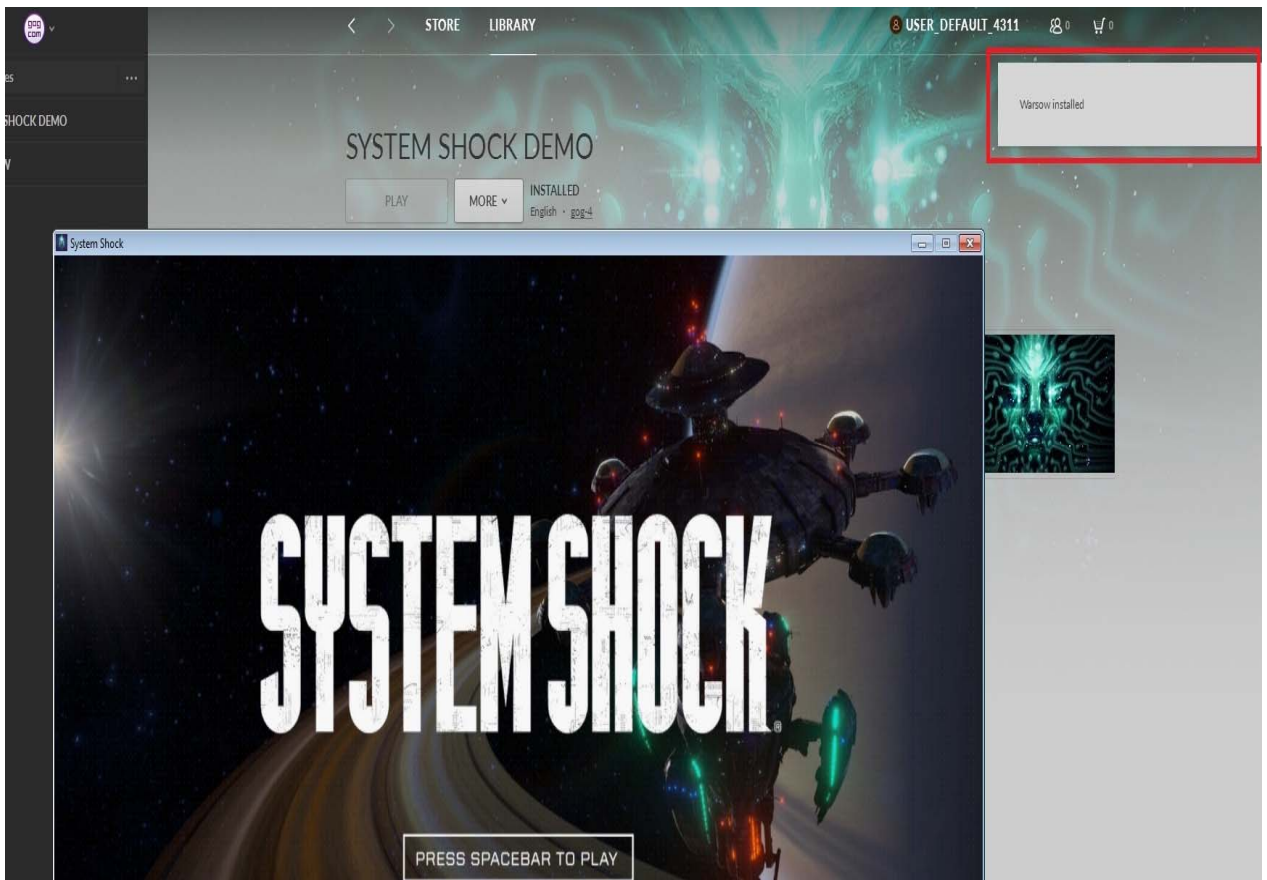 gog
com
STORE LIBRARY
USER_DEFAULT_4311
0
0
es
SHOCK DEMO
W
Warsow installed
SYSTEM SHOCK DEMO
PLAY
MORE
INSTALLED
English · gog-4
System Shock
SYSTEM SHOCK®
PRESS SPACEBAR TO PLAY